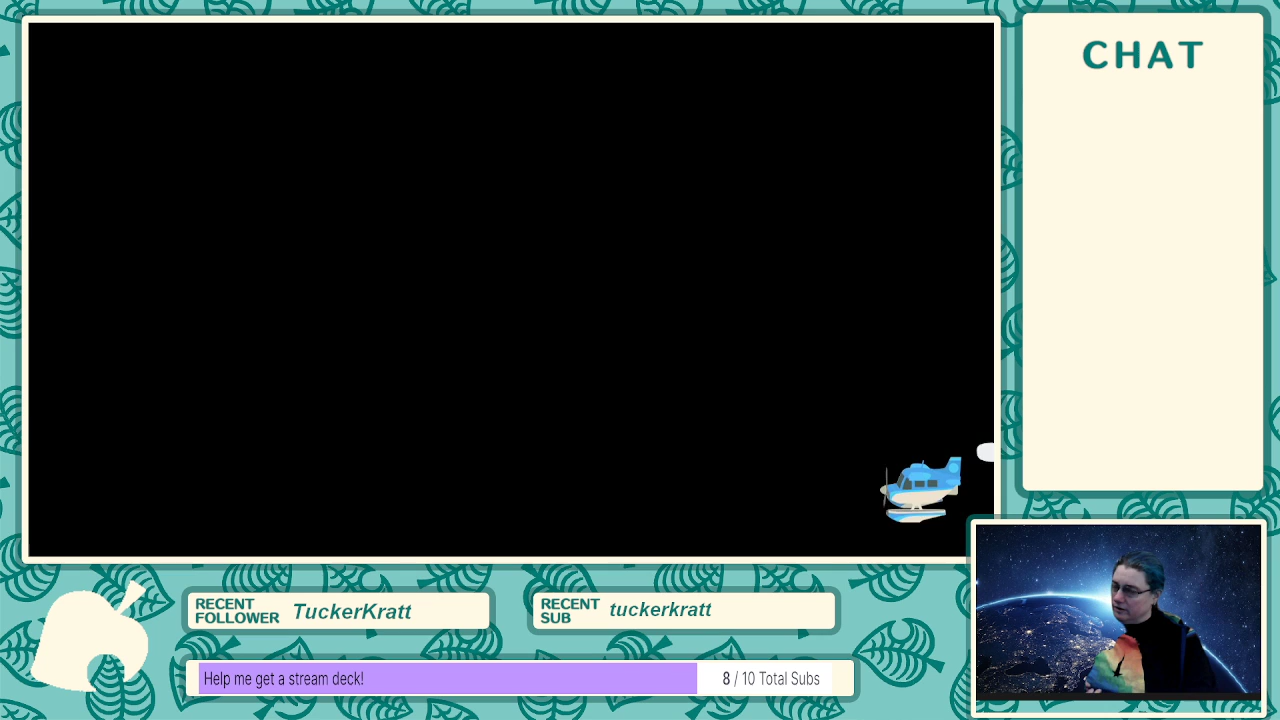 CHAT
RECENT
FOLLOWER
TuckerKratt
RECENT
SUB
tuckerkratt
Help me get a stream deck!
8 / 10 Total Subs